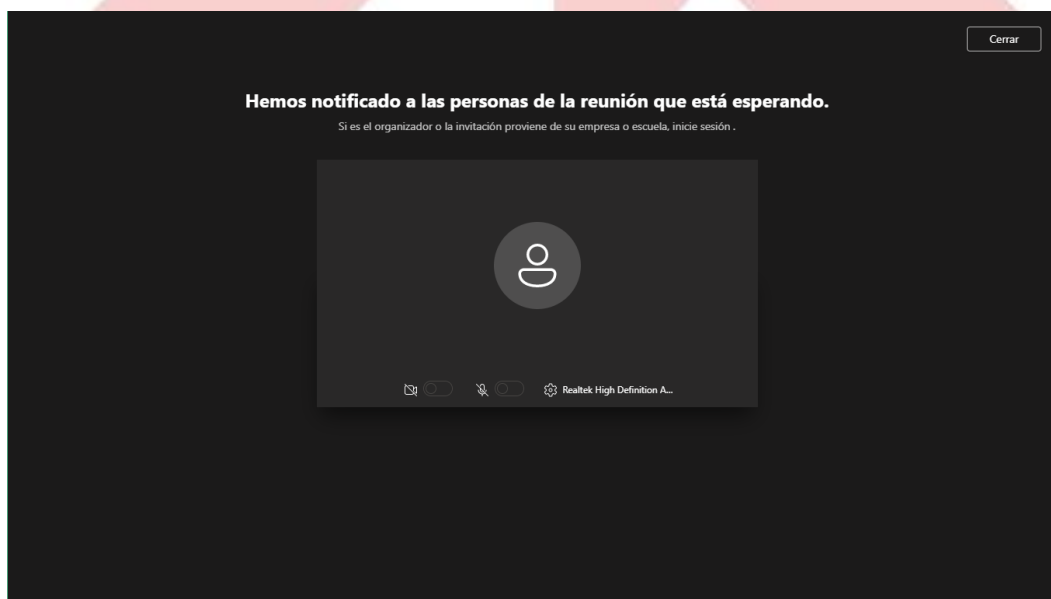 Cerrar
Hemos notificado a las personas de la reunión que está esperando.
Si es el organizador o la invitación proviene de su empresa o escuela, inicie sesión .
Realtek High Definition A...